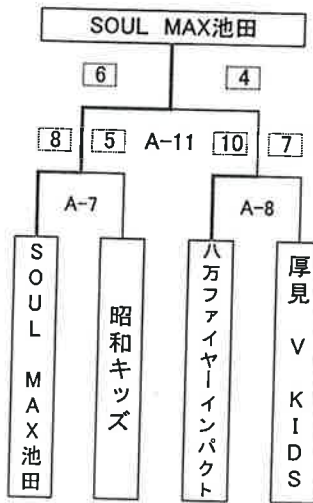 SOUL MAX池田
6 4
8 5 A-11 10 7
A-7 A-8
SOUL MAX池田
昭和キッズ
八万ファイヤーインパクト
厚見 V KIDS